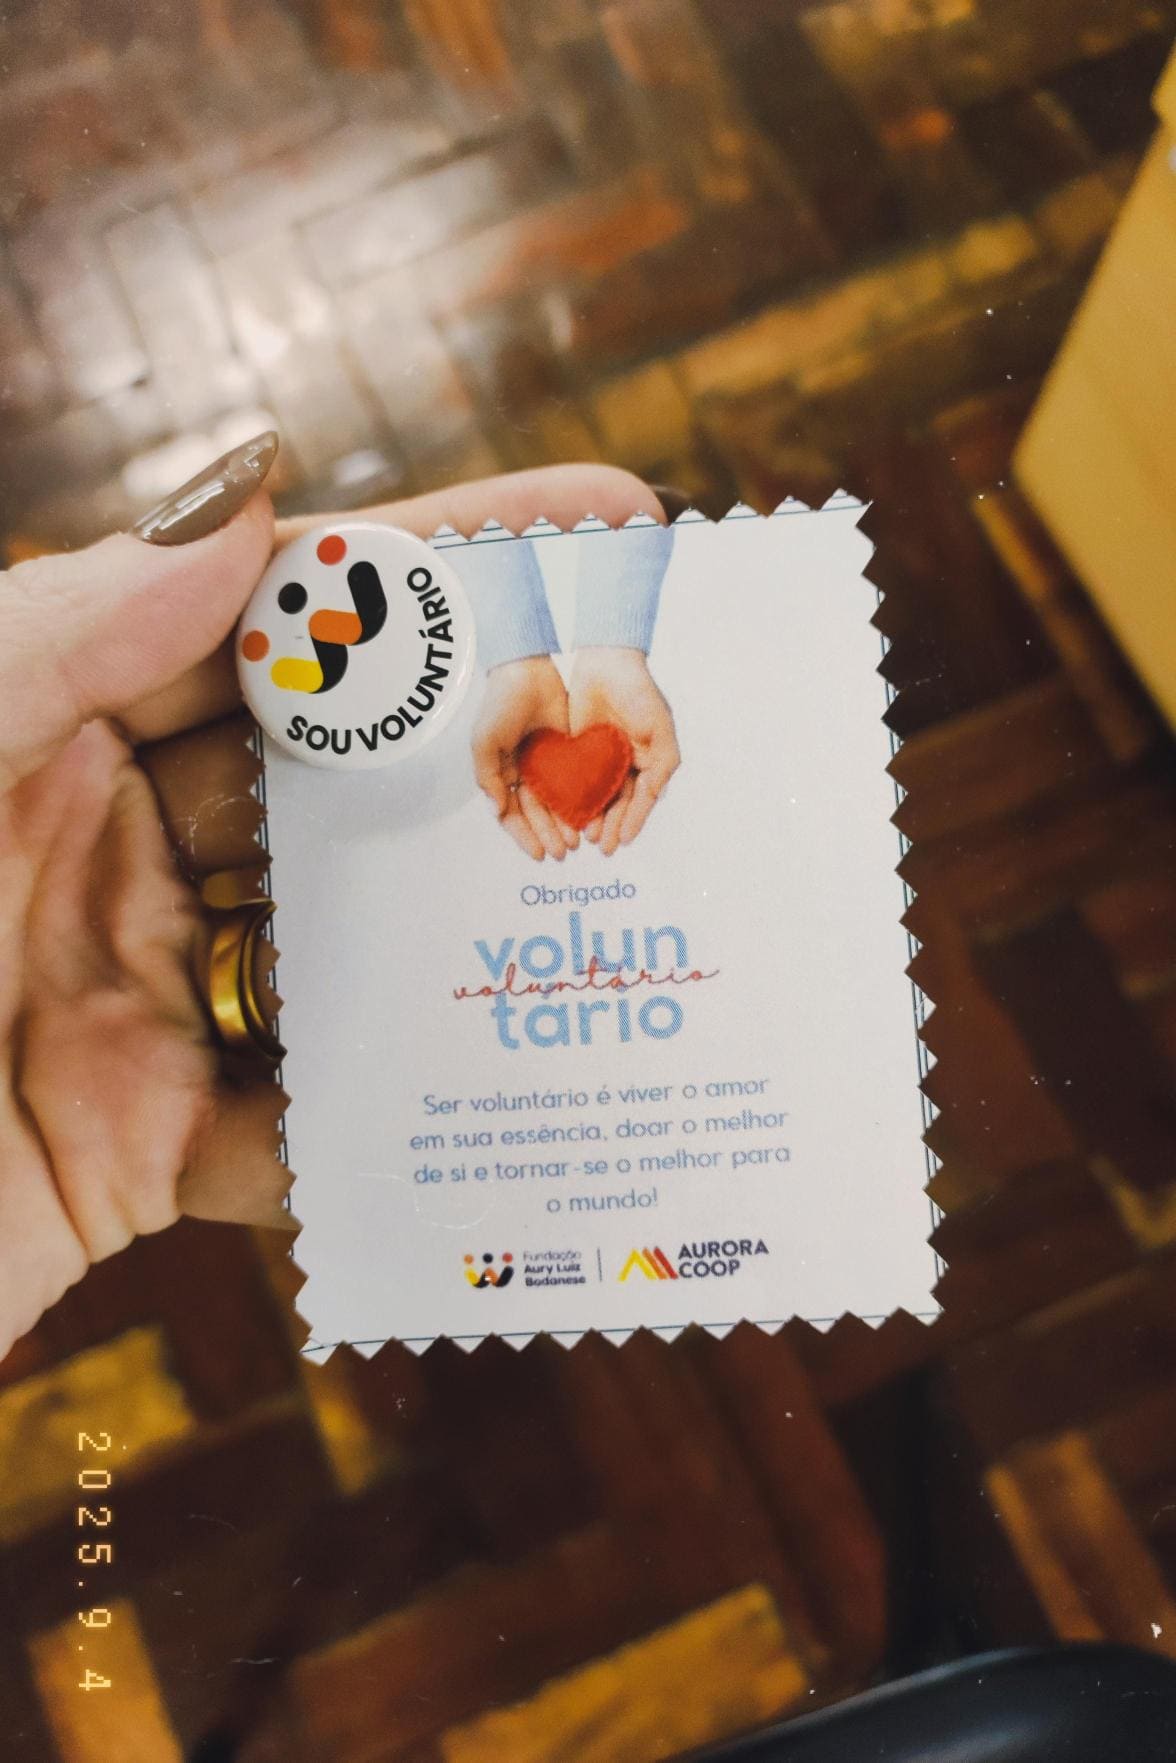 SOU VOLUNTÁRIO
Obrigado
volun
voluntário
tário
Ser voluntário é viver o amor
em sua essência, doar o melhor
de si e tornar-se o melhor para
o mundo!
Fundação
Aury Luiz
Bodanese
AURORA
COOP
2025.9.4